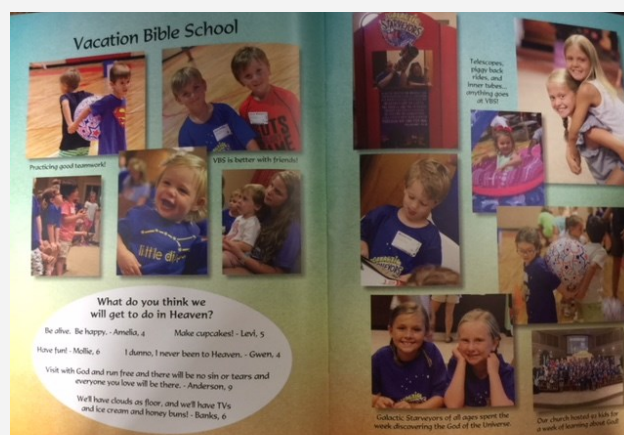 Vacation Bible School
Practicing good teamwork!
VBS is better with friends!
little di
What do you think we
will get to do in Heaven?
Be alive. Be happy. - Amelia, 4
Make cupcakes! - Levi, 5
Have fun! - Mollie, 6
I dunno, I never been to Heaven. - Gwen, 4
Visit with God and run free and there will be no sin or tears and
everyone you love will be there. - Anderson, 9
We'll have clouds as floor, and we'll have TVs
and ice cream and honey buns! - Banks, 6
Telescopes,
piggy back
rides, and
inner tubes...
anything goes
at VBS!
Galactic Starveyors of all ages spent the
week discovering the God of the Universe.
Our church hosted kids for
a week of learning about God!